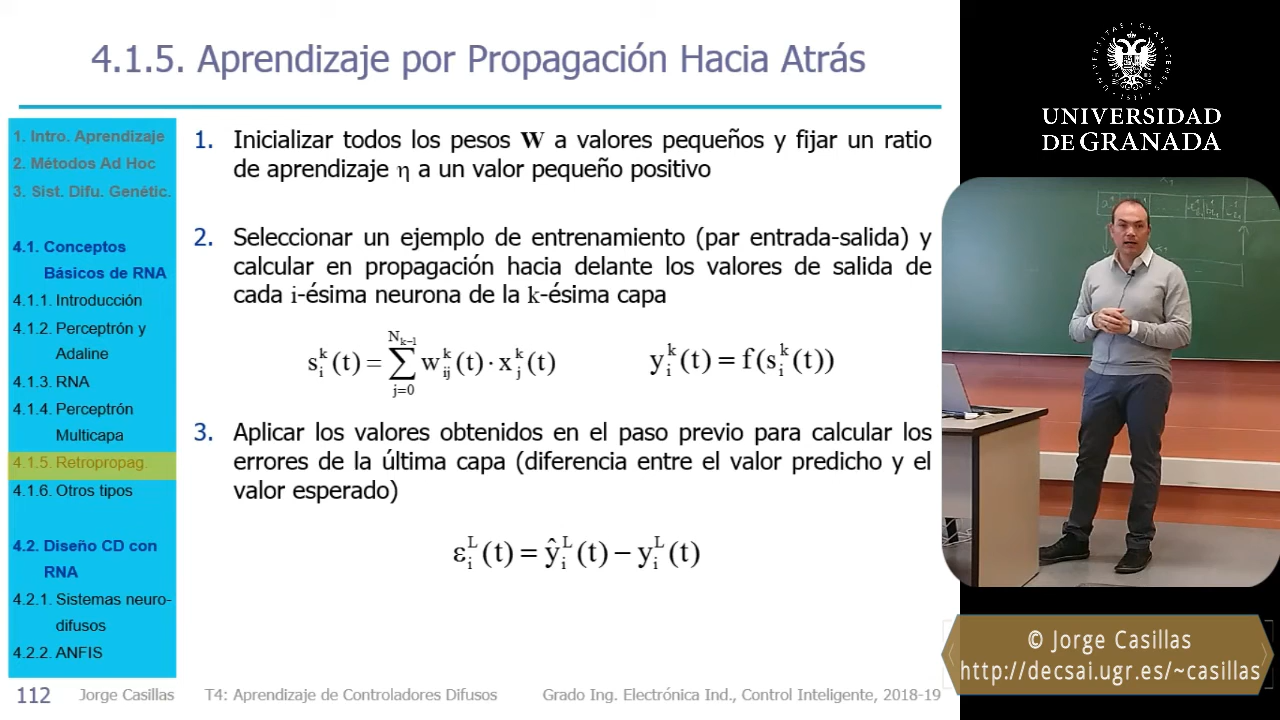 4.1.5. Aprendizaje por Propagación Hacia Atrás
1. Intro. Aprendizaje
2. Métodos Ad Hoc
3. Sist. Difu. Genétic.
4.1. Conceptos
Básicos de RNA
4.1.1. Introducción
4.1.2. Perceptrón y
Adaline
4.1.3. RNA
4.1.4. Perceptrón
Multicapa
4.1.5. Retropropag.
4.1.6. Otros tipos
4.2. Diseño CD con
RNA
4.2.1. Sistemas neuro-
difusos
4.2.2. ANFIS
1. Inicializar todos los pesos W a valores pequeños y fijar un ratio
de aprendizaje η a un valor pequeño positivo
2. Seleccionar un ejemplo de entrenamiento (par entrada-salida) y
calcular en propagación hacia delante los valores de salida de
cada i-ésima neurona de la k-ésima capa
s_i^k(t) = ∑_{j=0}^{N_{k-1}} w_{ij}^k(t) · x_j^k(t) y_i^k(t) = f(s_i^k(t))
3. Aplicar los valores obtenidos en el paso previo para calcular los
errores de la última capa (diferencia entre el valor predicho y el
valor esperado)
ε_i^L(t) = ŷ_i^L(t) − y_i^L(t)
112 Jorge Casillas T4: Aprendizaje de Controladores Difusos Grado Ing. Electrónica Ind., Control Inteligente, 2018-19
UNIVERSIDAD
DE GRANADA
© Jorge Casillas
http://decsai.ugr.es/~casillas